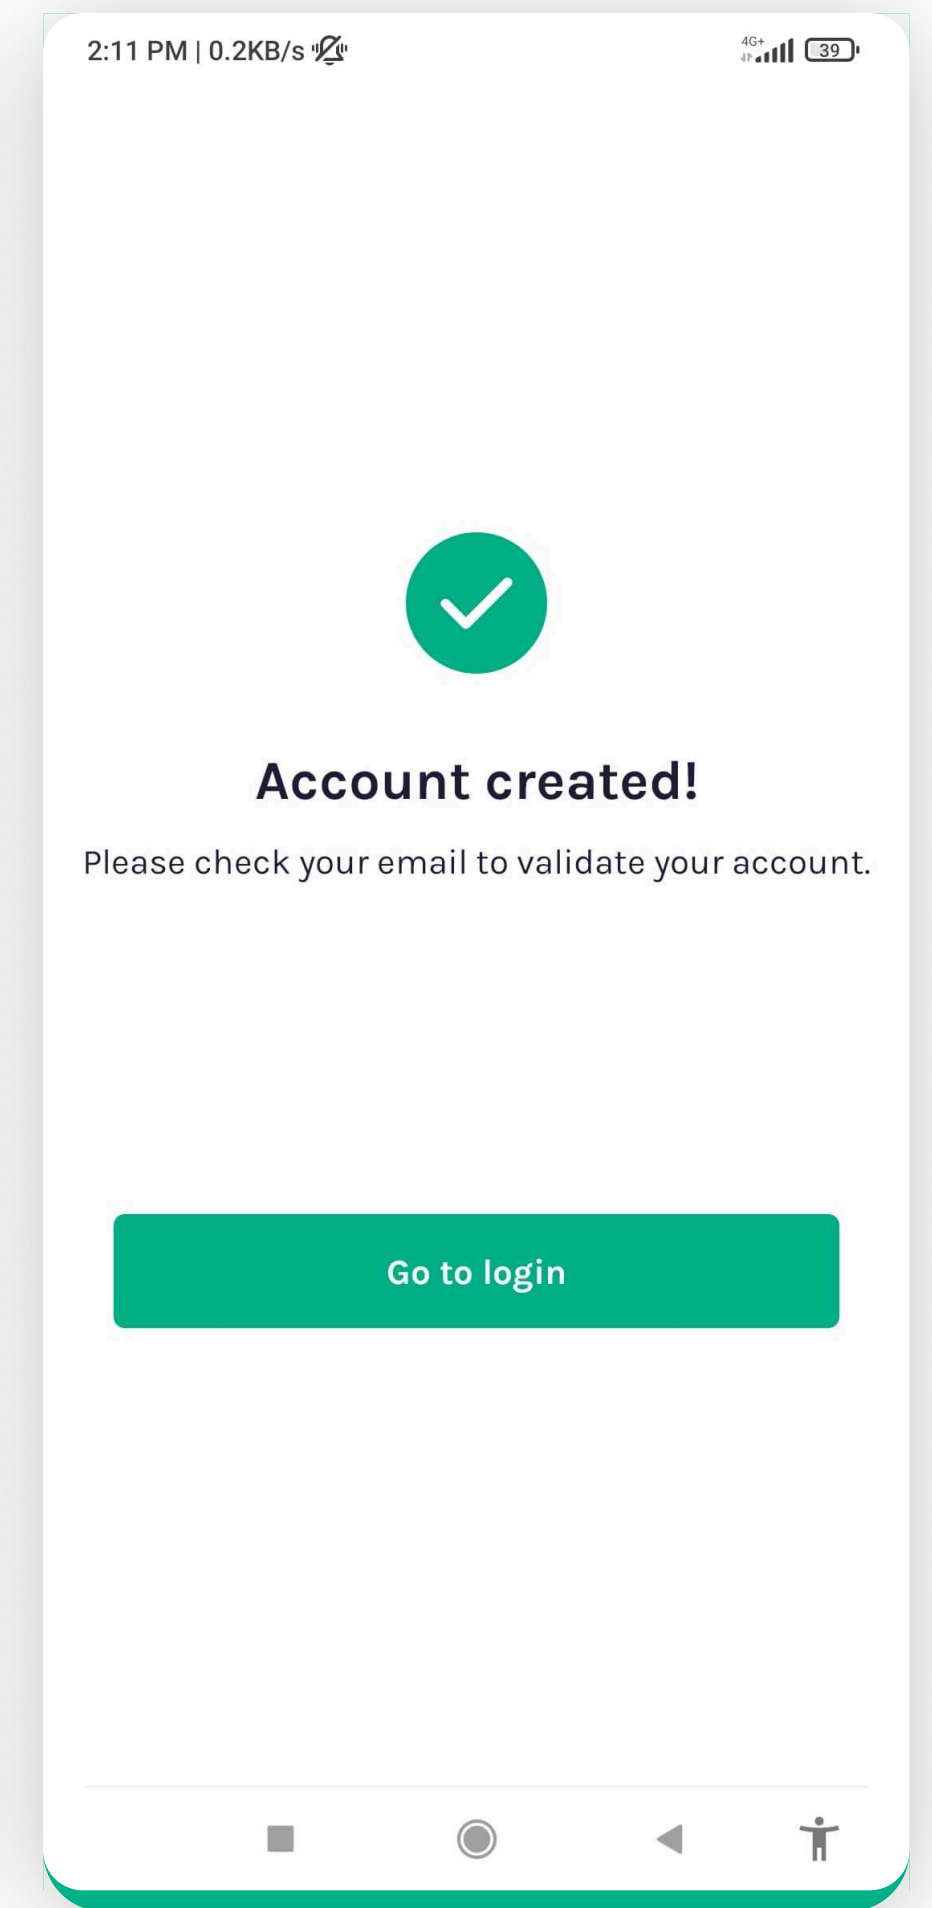 2:11 PM | 0.2KB/s 4G+ 39
Account created!
Please check your email to validate your account.
Go to login